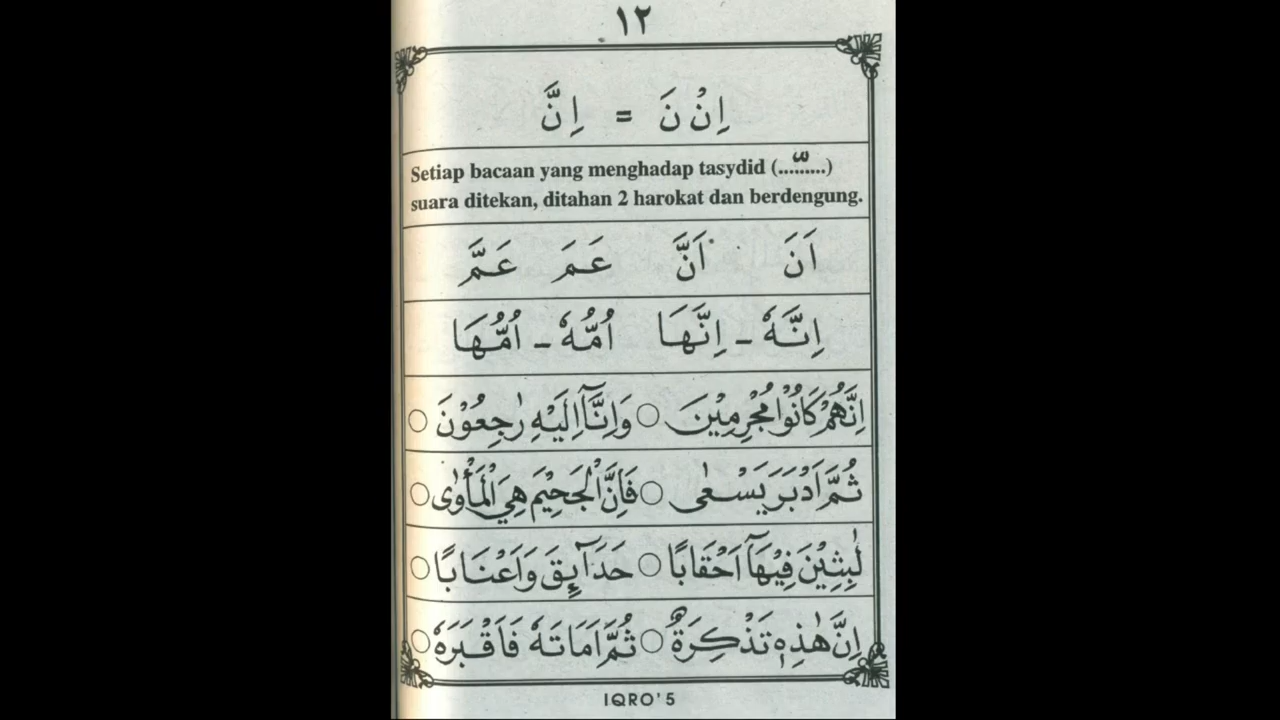 ١٢
اِنْ نَ = اِنَّ
Setiap bacaan yang menghadap tasydid (...ّ...)
suara ditekan, ditahan 2 harokat dan berdengung.
اَنَ اَنَّ عَمَ عَمَّ
اِنَّهٗ - اِنَّهَا اُمُّهٗ - اُمُّهَا
اِنَّهُمْ كَانُوْا مُجْرِمِيْنَ ○ وَاِنَّآ اِلَيْهِ رٰجِعُوْنَ ○
ثُمَّ اَدْبَرَ يَسْعٰى ○ فَاِنَّ الْجَحِيْمَ هِيَ الْمَأْوٰى ○
لٰبِثِيْنَ فِيْهَآ اَحْقَابًا ○ حَدَآئِقَ وَاَعْنَابًا ○
اِنَّ هٰذِهٖ تَذْكِرَةٌ ○ ثُمَّ اَمَاتَهٗ فَاَقْبَرَهٗ ○
IQRO'5